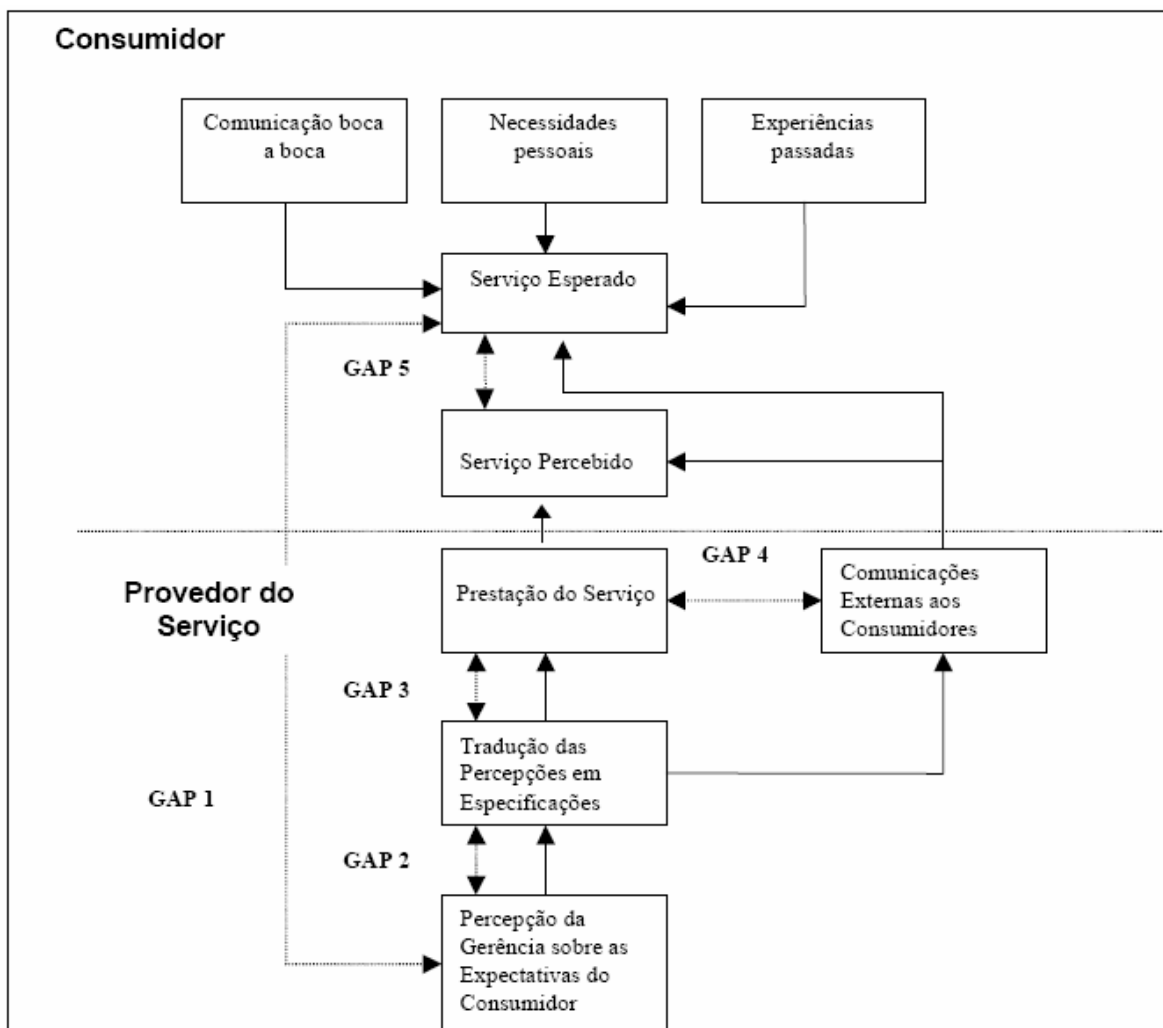 Consumidor
Comunicação boca
a boca
Necessidades
pessoais
Experiências
passadas
Serviço Esperado
GAP 5
Serviço Percebido
GAP 4
Provedor do
Serviço
Prestação do Serviço
Comunicações
Externas aos
Consumidores
GAP 3
Tradução das
Percepções em
Especificações
GAP 1
GAP 2
Percepção da
Gerência sobre as
Expectativas do
Consumidor